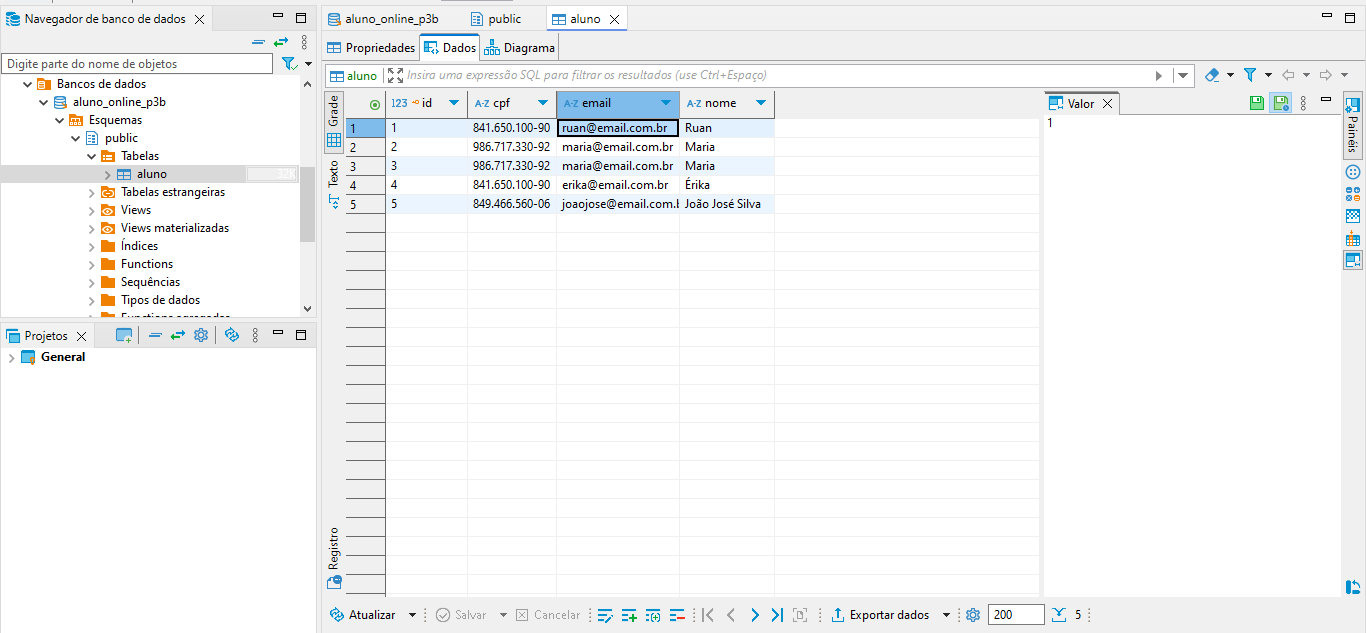 Navegador de banco de dados
Digite parte do nome de objetos
Bancos de dados
aluno_online_p3b
Esquemas
public
Tabelas
aluno
32K
Tabelas estrangeiras
Views
Views materializadas
Índices
Functions
Sequências
Tipos de dados
Functions agregadas
Projetos
General
aluno_online_p3b public aluno
Propriedades Dados Diagrama
aluno Insira uma expressão SQL para filtrar os resultados (use Ctrl+Espaço)
Grade
Texto
Registro
123 id A-Z cpf A-Z email A-Z nome
1 1 841.650.100-90 ruan@email.com.br Ruan
2 2 986.717.330-92 maria@email.com.br Maria
3 3 986.717.330-92 maria@email.com.br Maria
4 4 841.650.100-90 erika@email.com.br Érika
5 5 849.466.560-06 joaojose@email.com.b João José Silva
Valor
1
Painéis
Atualizar Salvar Cancelar Exportar dados 200 5